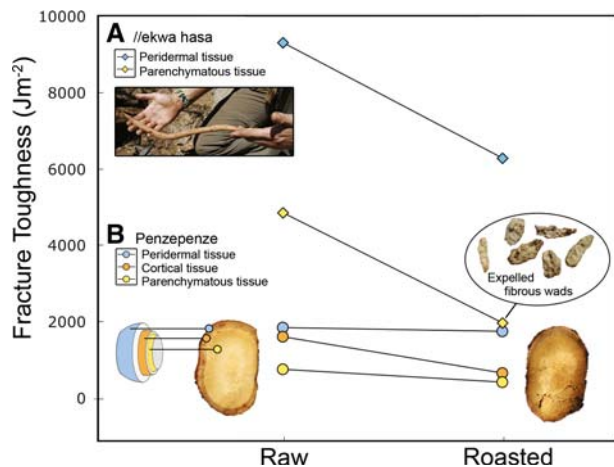 Fracture Toughness (Jm-2)
10000
8000
6000
4000
2000
0
A //ekwa hasa
Peridermal tissue
Parenchymatous tissue
B Penzepenze
Peridermal tissue
Cortical tissue
Parenchymatous tissue
Expelled
fibrous wads
Raw
Roasted